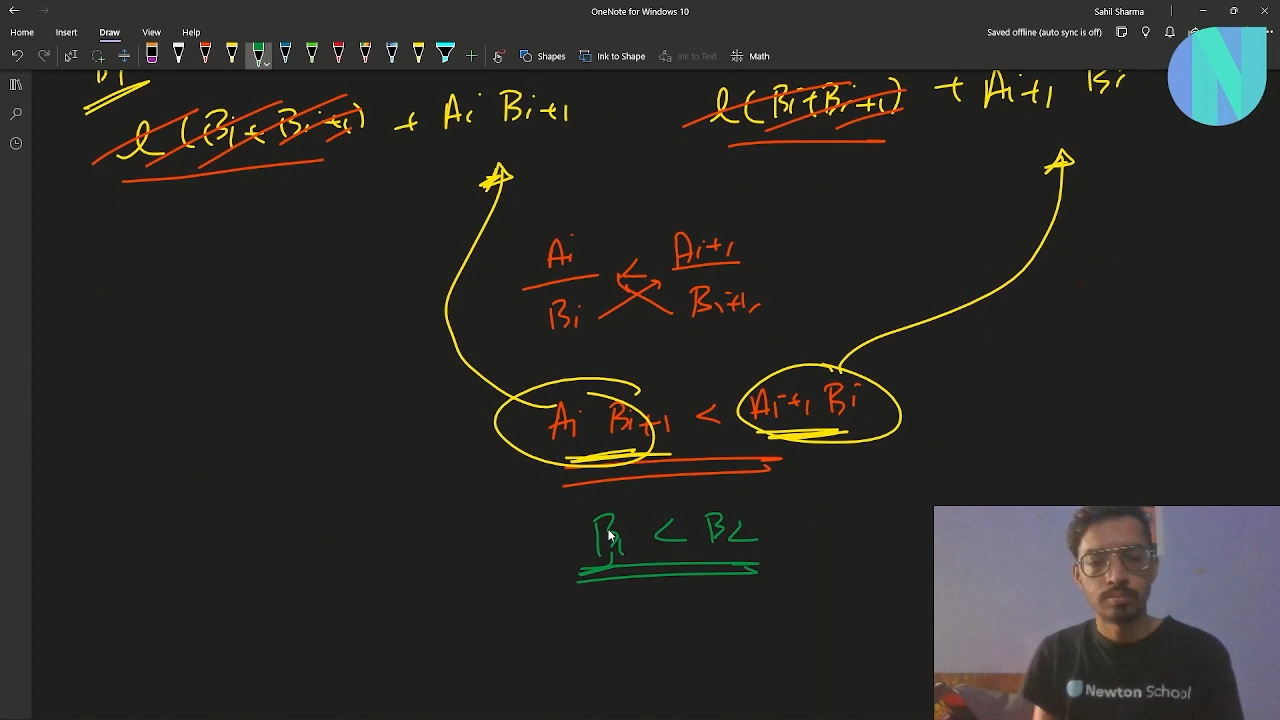 OneNote for Windows 10
Sahil Sharma
Home Insert Draw View Help
Saved offline (auto sync is off)
Shapes Ink to Shape Ink to Text Math
l(Bi + Bi+1) + Ai Bi+1
l(Bi+Bi+1) + Ai+1 Bi
Ai < Ai+1
Bi Bi+1
Ai Bi+1 < Ai+1 Bi
B1 < B2
Newton School